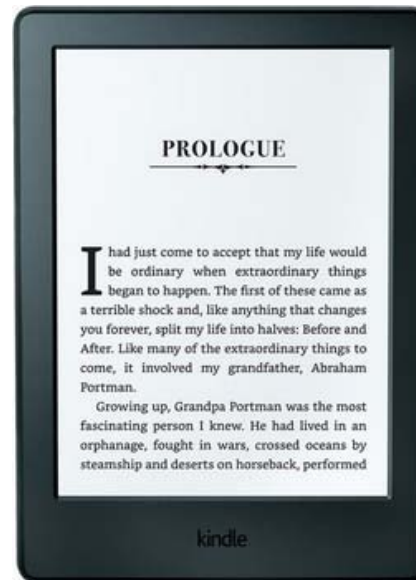 PROLOGUE
I had just come to accept that my life would
be ordinary when extraordinary things
began to happen. The first of these came as
a terrible shock and, like anything that changes
you forever, split my life into halves: Before and
After. Like many of the extraordinary things to
come, it involved my grandfather, Abraham
Portman.
Growing up, Grandpa Portman was the most
fascinating person I knew. He had lived in an
orphanage, fought in wars, crossed oceans by
steamship and deserts on horseback, performed
kindle